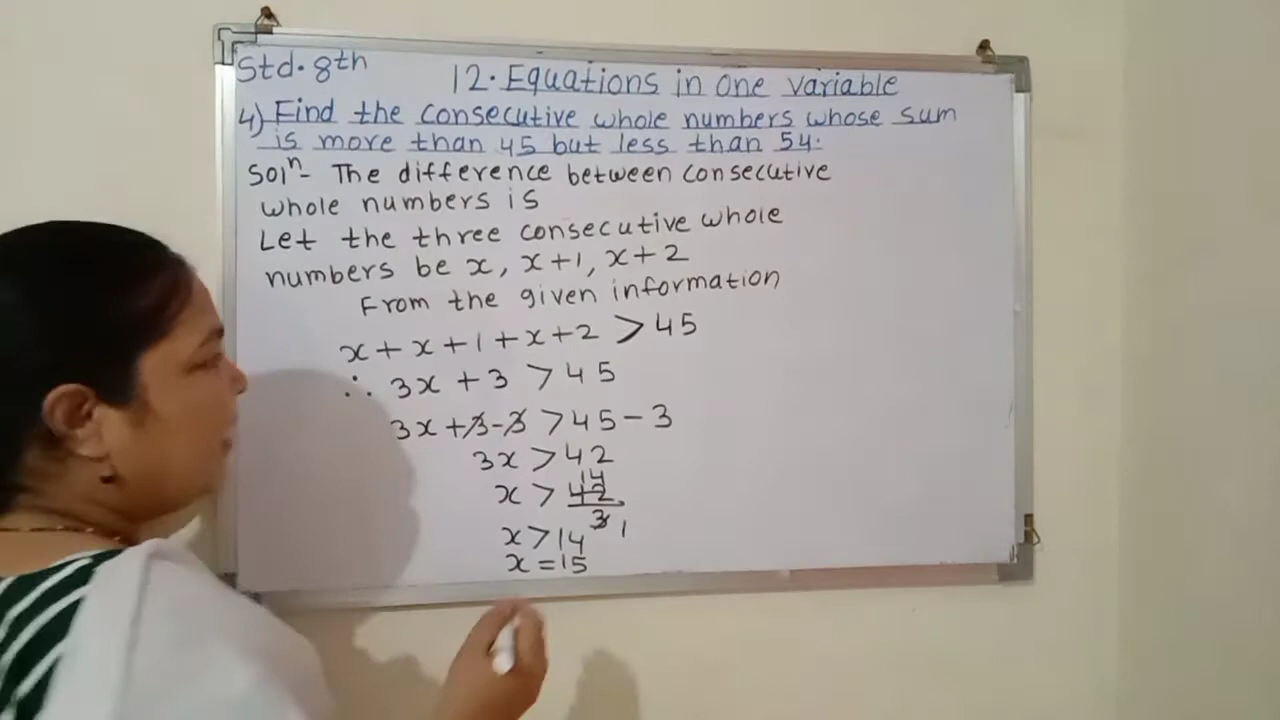 Std. 8th
12. Equations in one variable
4) Find the consecutive whole numbers whose sum
is more than 45 but less than 54.
Solⁿ- The difference between consecutive
whole numbers is
Let the three consecutive whole
numbers be x, x+1, x+2
From the given information
x + x + 1 + x + 2 > 45
∴ 3x + 3 > 45
3x + 3 - 3 > 45 - 3
3x > 42
14
x > 42
3 1
x > 14
x = 15